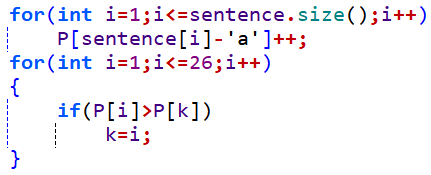 for(int i=1;i<=sentence.size();i++)
P[sentence[i]-'a']++;
for(int i=1;i<=26;i++)
{
if(P[i]>P[k])
k=i;
}